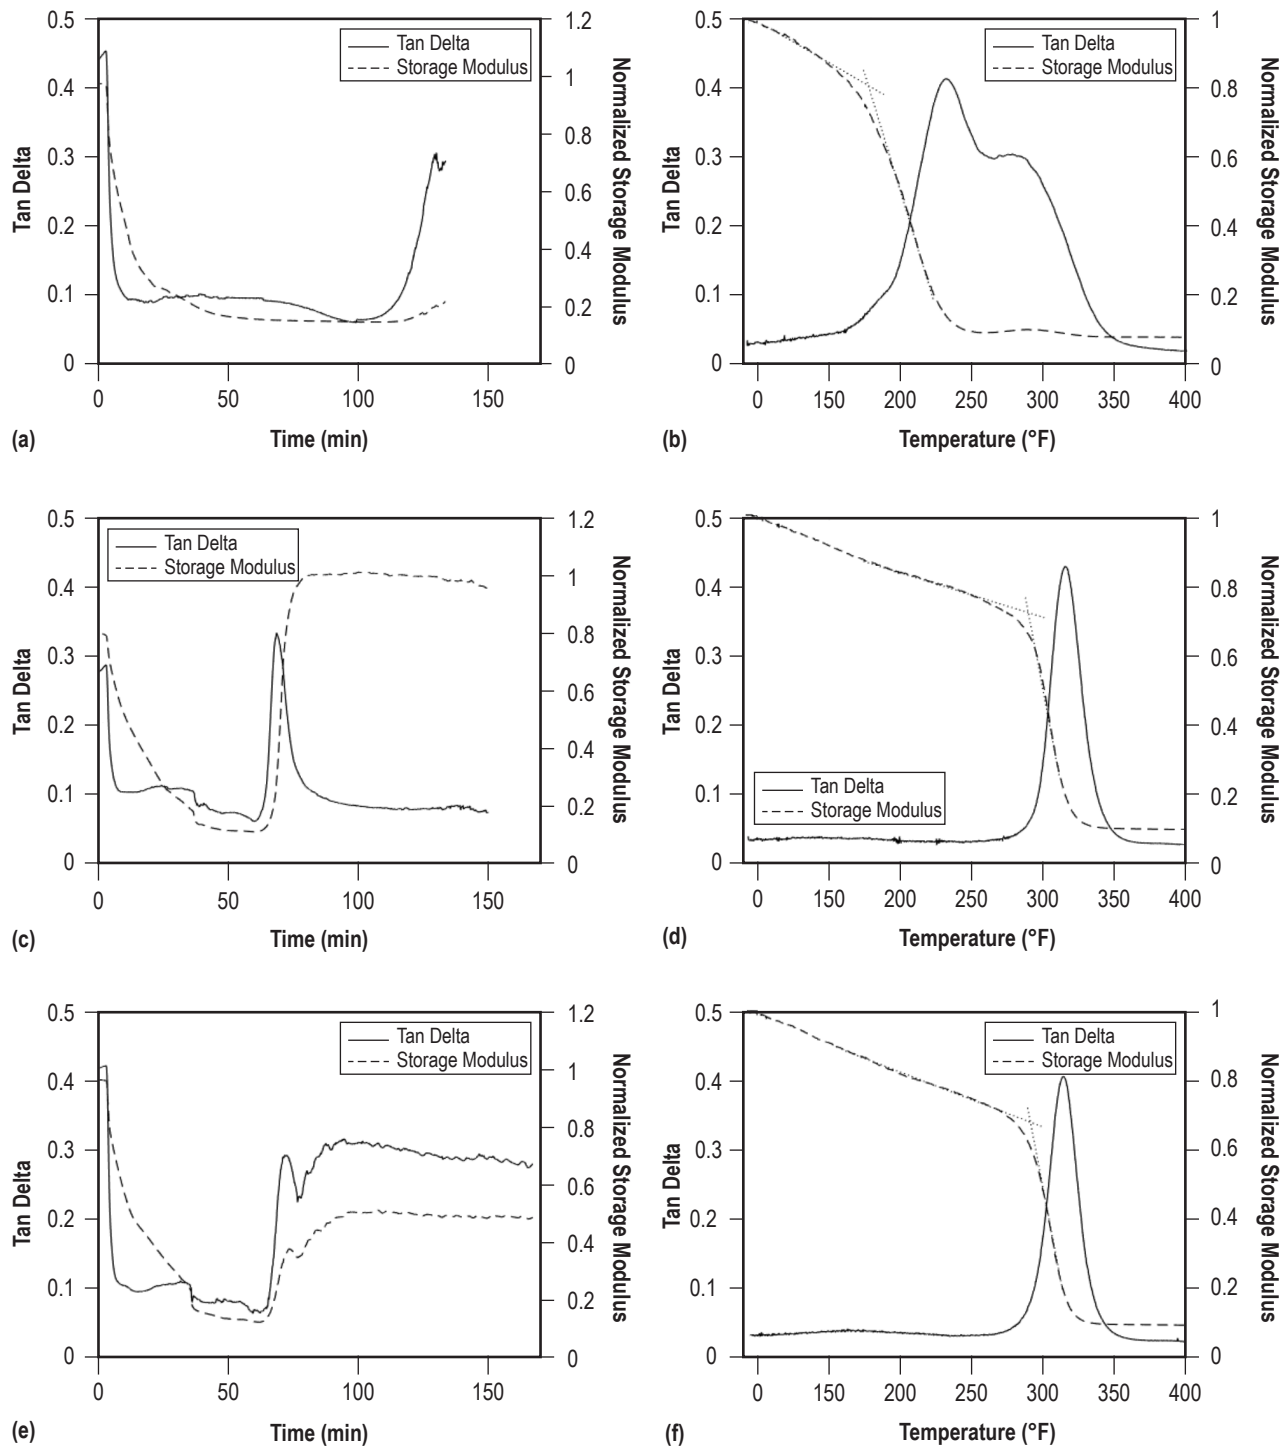 0.5
0.4
0.3
0.2
0.1
0
Tan Delta
1.2
1
0.8
0.6
0.4
0.2
0
Normalized Storage Modulus
Tan Delta
Storage Modulus
0 50 100 150
(a) Time (min)
0.5
0.4
0.3
0.2
0.1
0
Tan Delta
1
0.8
0.6
0.4
0.2
0
Normalized Storage Modulus
Tan Delta
Storage Modulus
0 150 200 250 300 350 400
(b) Temperature (°F)
0.5
0.4
0.3
0.2
0.1
0
Tan Delta
1.2
1
0.8
0.6
0.4
0.2
0
Normalized Storage Modulus
Tan Delta
Storage Modulus
0 50 100 150
(c) Time (min)
0.5
0.4
0.3
0.2
0.1
0
Tan Delta
1
0.8
0.6
0.4
0.2
0
Normalized Storage Modulus
Tan Delta
Storage Modulus
0 150 200 250 300 350 400
(d) Temperature (°F)
0.5
0.4
0.3
0.2
0.1
0
Tan Delta
1.2
1
0.8
0.6
0.4
0.2
0
Normalized Storage Modulus
Tan Delta
Storage Modulus
0 50 100 150
(e) Time (min)
0.5
0.4
0.3
0.2
0.1
0
Tan Delta
1
0.8
0.6
0.4
0.2
0
Normalized Storage Modulus
Tan Delta
Storage Modulus
0 150 200 250 300 350 400
(f) Temperature (°F)